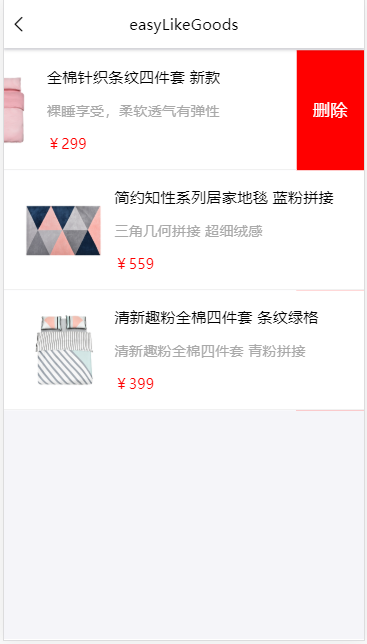 easyLikeGoods
全棉针织条纹四件套 新款
裸睡享受，柔软透气有弹性
￥299
删除
简约知性系列居家地毯 蓝粉拼接
三角几何拼接 超细绒感
￥559
清新趣粉全棉四件套 条纹绿格
清新趣粉全棉四件套 青粉拼接
￥399